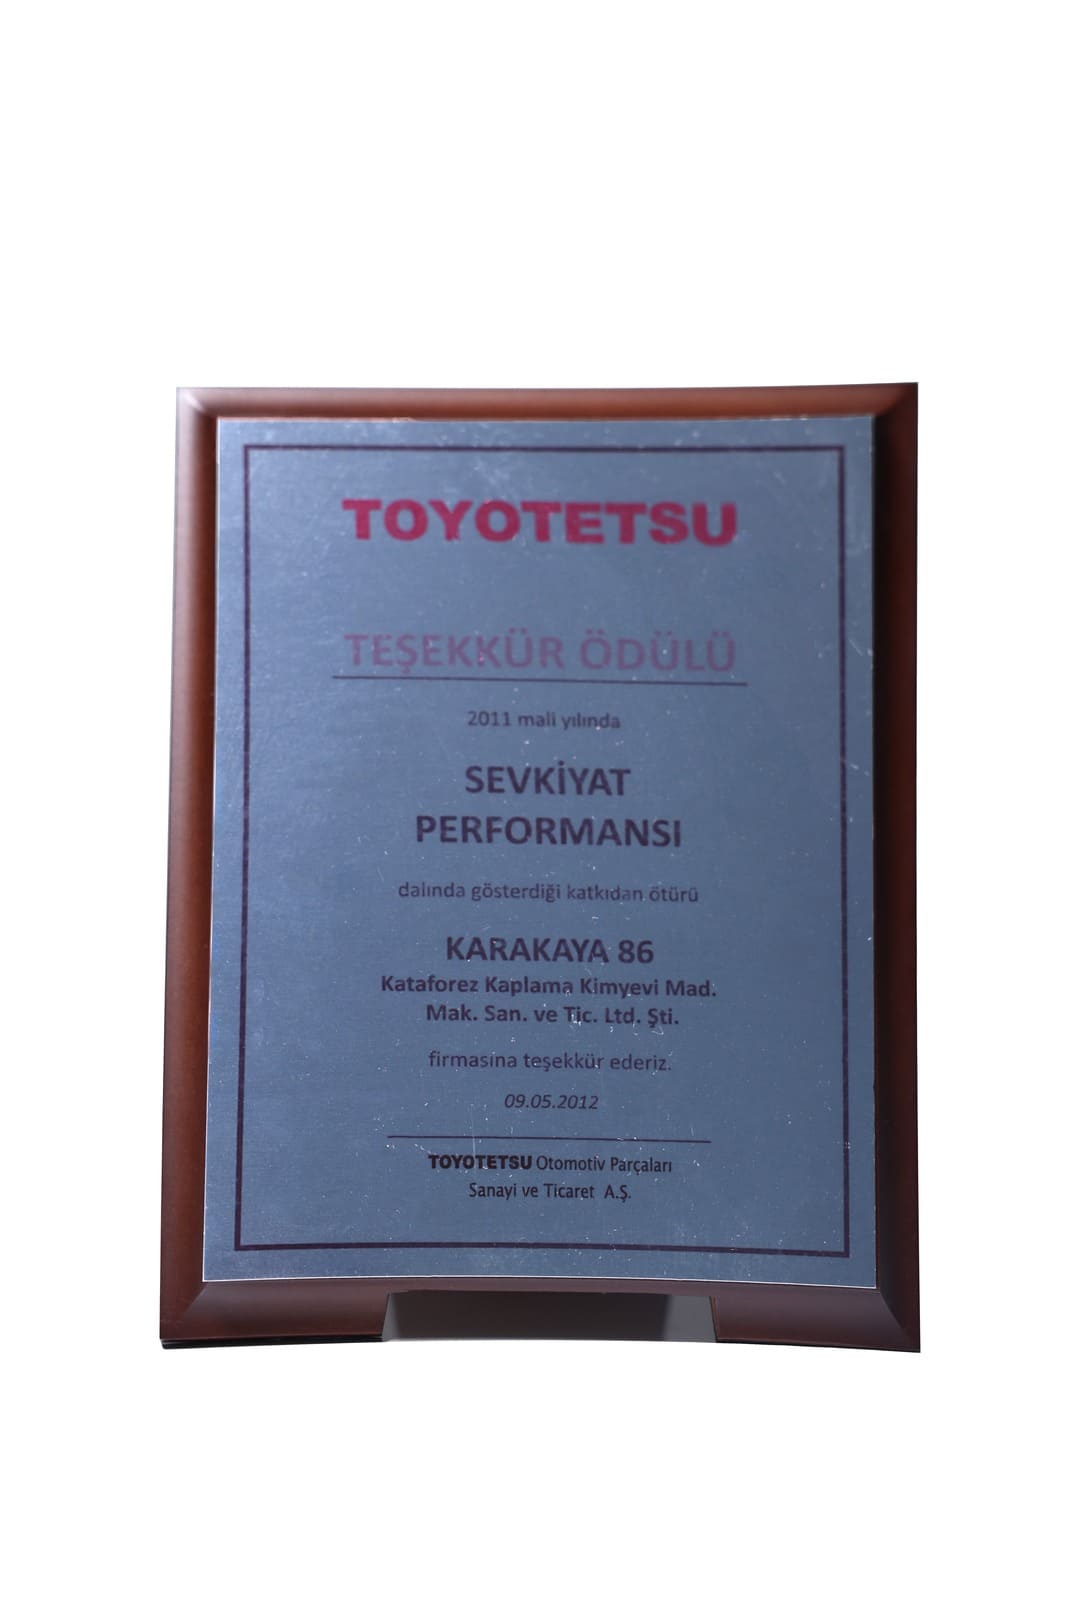 TOYOTETSU
TEŞEKKÜR ÖDÜLÜ
2011 mali yılında
SEVKİYAT
PERFORMANSI
dalında gösterdiği katkıdan ötürü
KARAKAYA 86
Kataforez Kaplama Kimyevi Mad.
Mak. San. ve Tic. Ltd. Şti.
firmasına teşekkür ederiz.
09.05.2012
TOYOTETSU Otomotiv Parçaları
Sanayi ve Ticaret A.Ş.